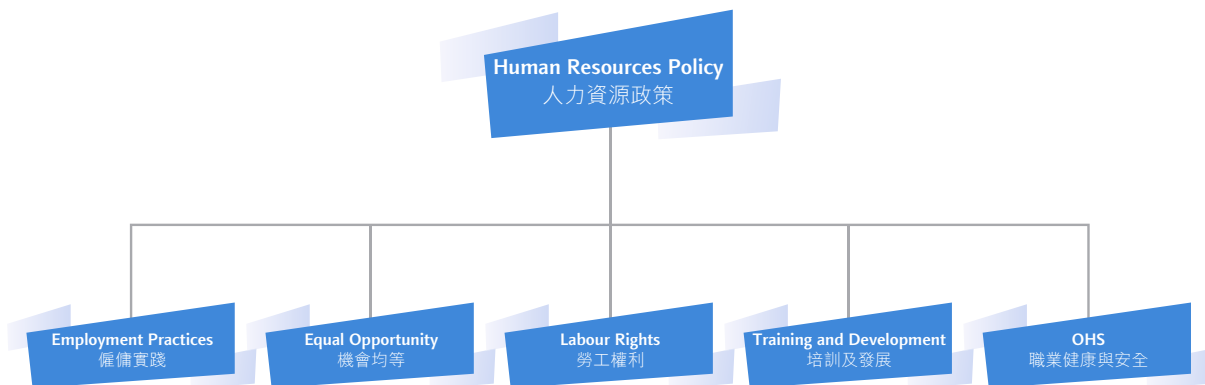 Human Resources Policy
人力資源政策
Employment Practices
僱傭實踐
Equal Opportunity
機會均等
Labour Rights
勞工權利
Training and Development
培訓及發展
OHS
職業健康與安全